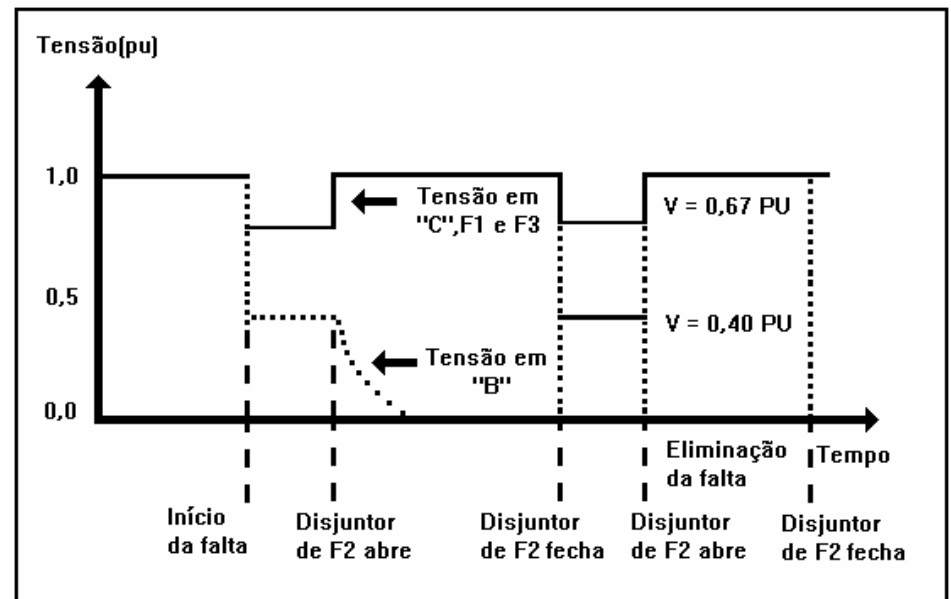 Tensão(pu)
1,0
Tensão em
"C",F1 e F3
V = 0,67 PU
0,5
V = 0,40 PU
Tensão em
"B"
0,0
Eliminação
da falta
Tempo
Início
da falta
Disjuntor
de F2 abre
Disjuntor
de F2 fecha
Disjuntor
de F2 abre
Disjuntor
de F2 fecha